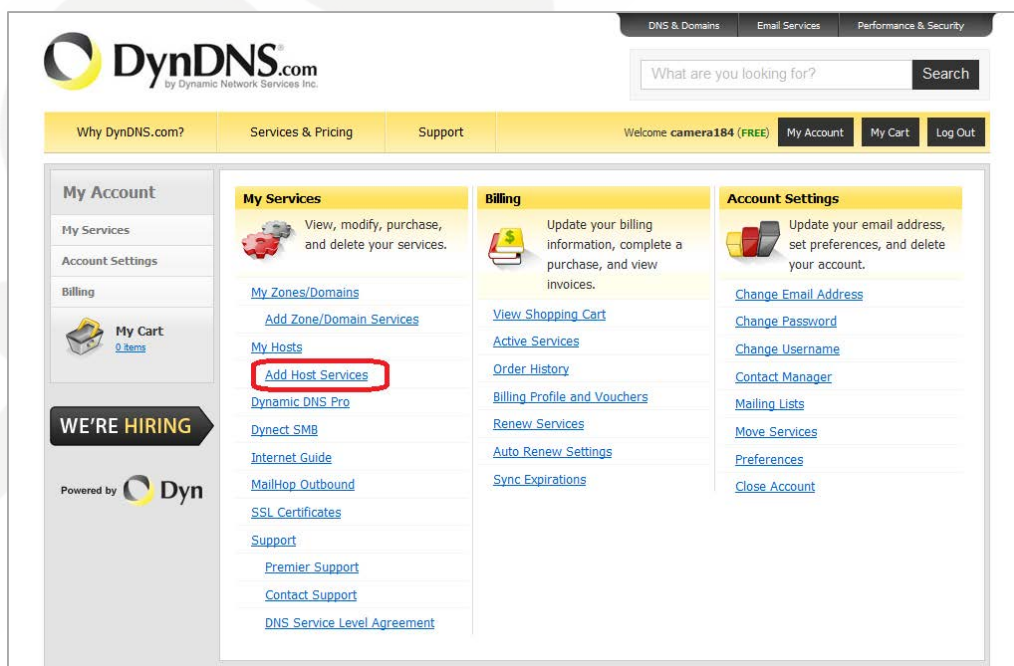 DNS & Domains
Email Services
Performance & Security
DynDNS.com
by Dynamic Network Services Inc.
What are you looking for?
Search
Why DynDNS.com?
Services & Pricing
Support
Welcome camera184 (FREE)
My Account
My Cart
Log Out
My Account
My Services
Account Settings
Billing
My Cart
0 items
WE'RE HIRING
Powered by Dyn
My Services
View, modify, purchase,
and delete your services.
My Zones/Domains
Add Zone/Domain Services
My Hosts
Add Host Services
Dynamic DNS Pro
Dynect SMB
Internet Guide
MailHop Outbound
SSL Certificates
Support
Premier Support
Contact Support
DNS Service Level Agreement
Billing
Update your billing
information, complete a
purchase, and view
invoices.
View Shopping Cart
Active Services
Order History
Billing Profile and Vouchers
Renew Services
Auto Renew Settings
Sync Expirations
Account Settings
Update your email address,
set preferences, and delete
your account.
Change Email Address
Change Password
Change Username
Contact Manager
Mailing Lists
Move Services
Preferences
Close Account